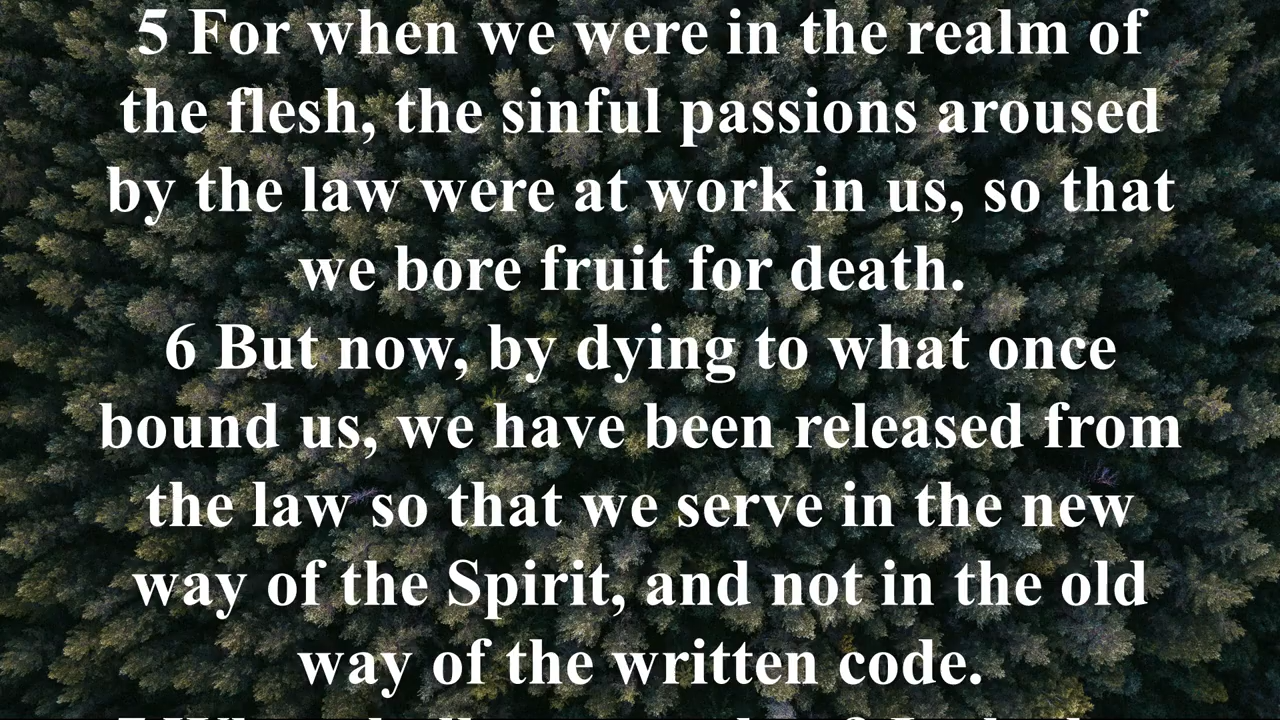 5 For when we were in the realm of
the flesh, the sinful passions aroused
by the law were at work in us, so that
we bore fruit for death.
6 But now, by dying to what once
bound us, we have been released from
the law so that we serve in the new
way of the Spirit, and not in the old
way of the written code.